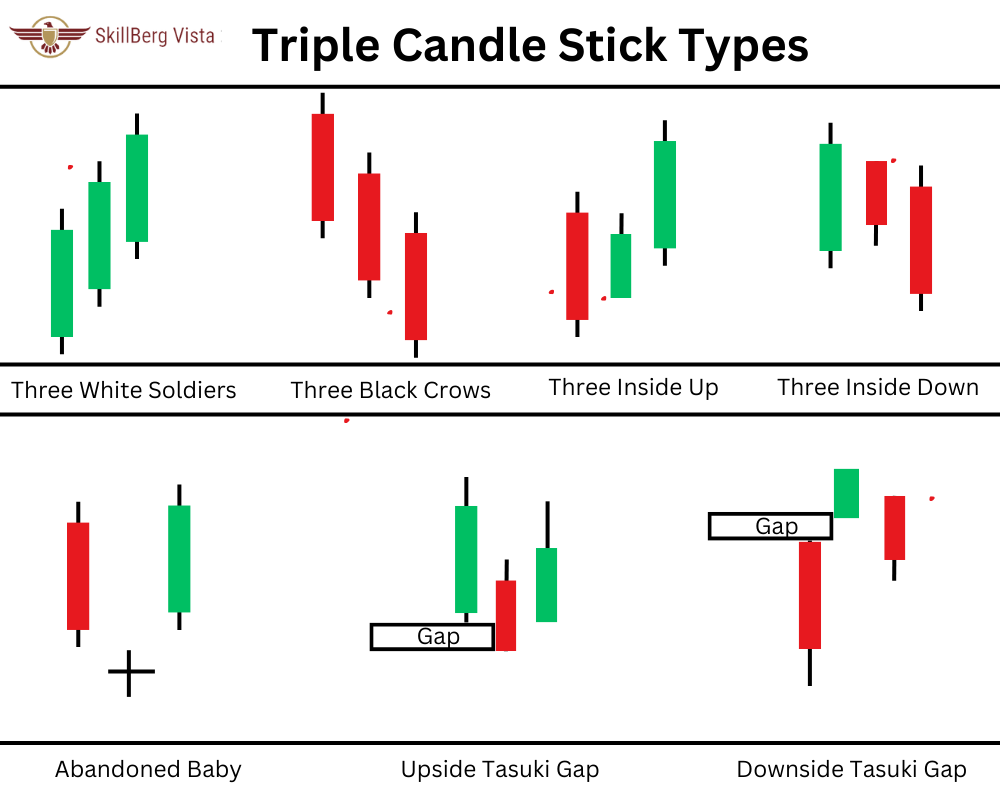 SkillBerg Vista
Triple Candle Stick Types
Three White Soldiers
Three Black Crows
Three Inside Up
Three Inside Down
Gap
Gap
Abandoned Baby
Upside Tasuki Gap
Downside Tasuki Gap